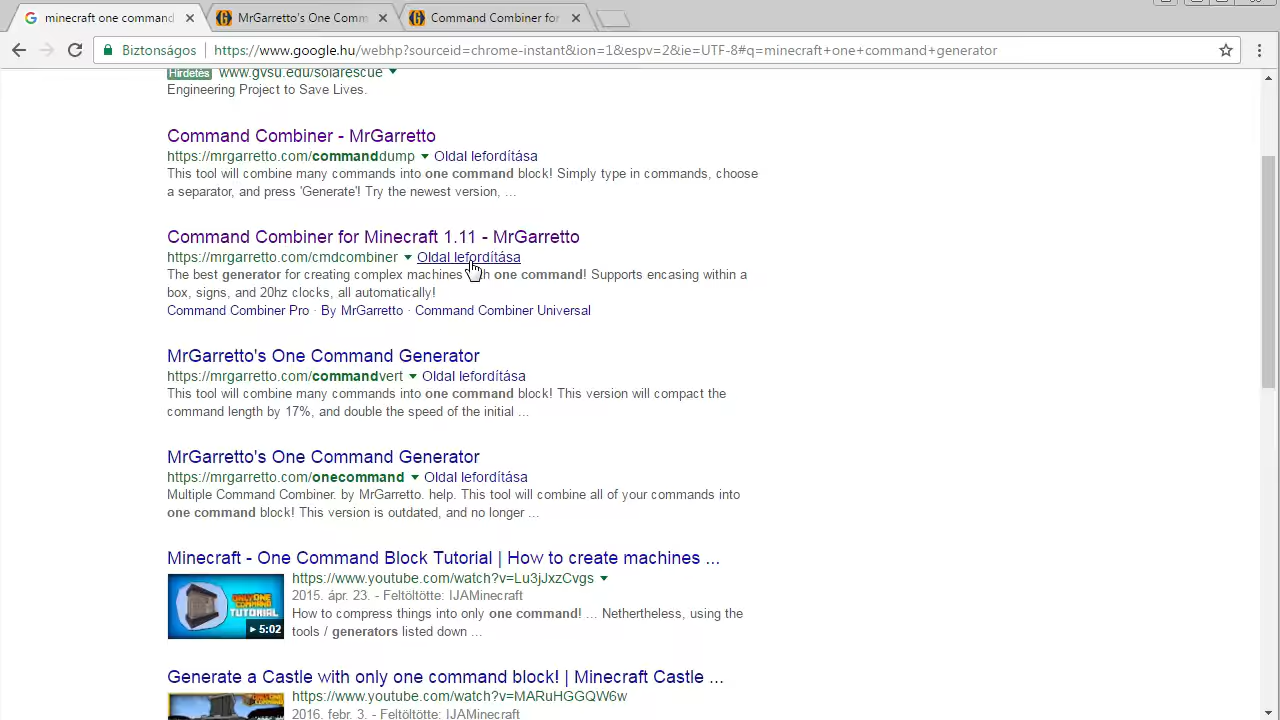 minecraft one command
MrGarretto's One Comm
Command Combiner for
Biztonságos
https://www.google.hu/webhp?sourceid=chrome-instant&ion=1&espv=2&ie=UTF-8#q=minecraft+one+command+generator
Hirdetés www.gvsu.edu/solarescue
Engineering Project to Save Lives.
Command Combiner - MrGarretto
https://mrgarretto.com/commanddump Oldal lefordítása
This tool will combine many commands into one command block! Simply type in commands, choose
a separator, and press 'Generate'! Try the newest version, ...
Command Combiner for Minecraft 1.11 - MrGarretto
https://mrgarretto.com/cmdcombiner Oldal lefordítása
The best generator for creating complex machines with one command! Supports encasing within a
box, signs, and 20hz clocks, all automatically!
Command Combiner Pro · By MrGarretto · Command Combiner Universal
MrGarretto's One Command Generator
https://mrgarretto.com/commandvert Oldal lefordítása
This tool will combine many commands into one command block! This version will compact the
command length by 17%, and double the speed of the initial ...
MrGarretto's One Command Generator
https://mrgarretto.com/onecommand Oldal lefordítása
Multiple Command Combiner. by MrGarretto. help. This tool will combine all of your commands into
one command block! This version is outdated, and no longer ...
Minecraft - One Command Block Tutorial | How to create machines ...
https://www.youtube.com/watch?v=Lu3jJxzCvgs
2015. ápr. 23. - Feltöltötte: IJAMinecraft
How to compress things into only one command! ... Nethertheless, using the
tools / generators listed down ...
ONLY ONE
COMMAND
TUTORIAL
5:02
Generate a Castle with only one command block! | Minecraft Castle ...
https://www.youtube.com/watch?v=MARuHGGQW6w
2016. febr. 3. - Feltöltötte: IJAMinecraft